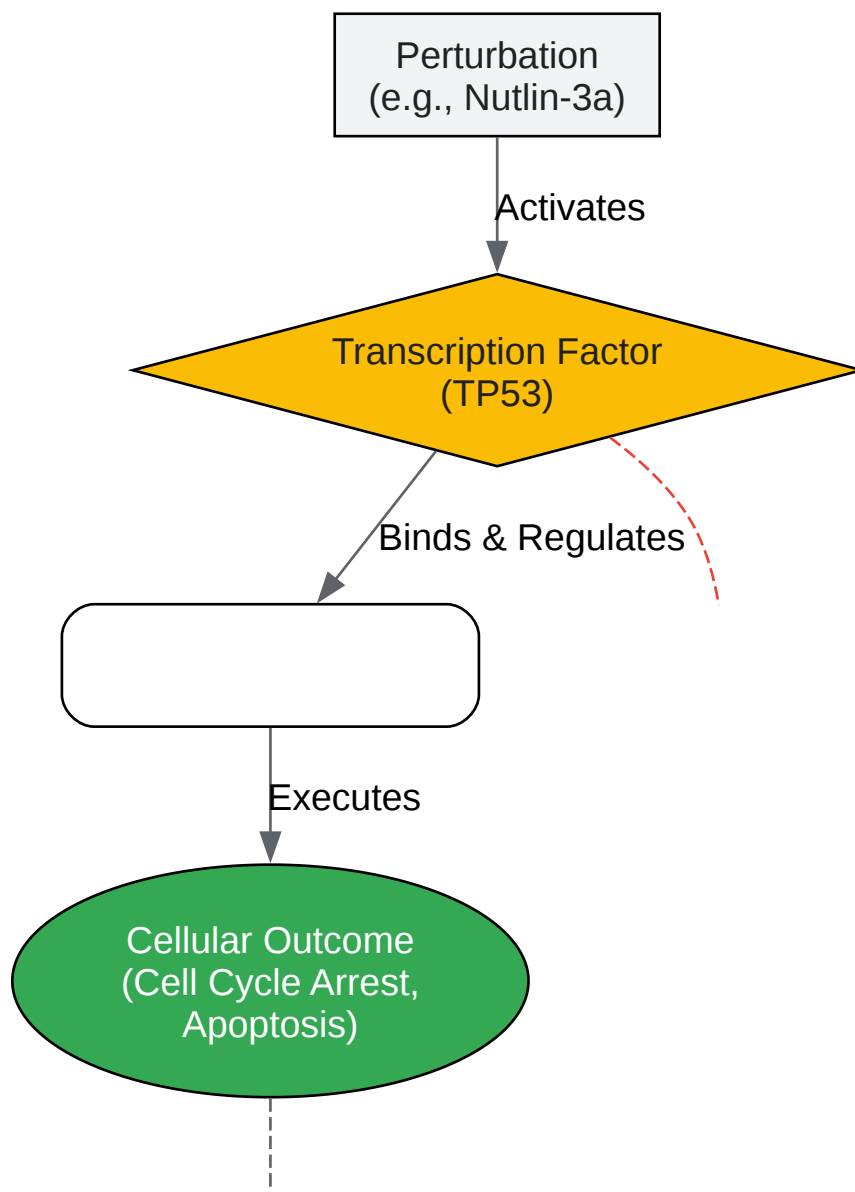 Perturbation
(e.g., Nutlin-3a)
Activates
Transcription Factor
(TP53)
Binds & Regulates
Executes
Cellular Outcome
(Cell Cycle Arrest,
Apoptosis)